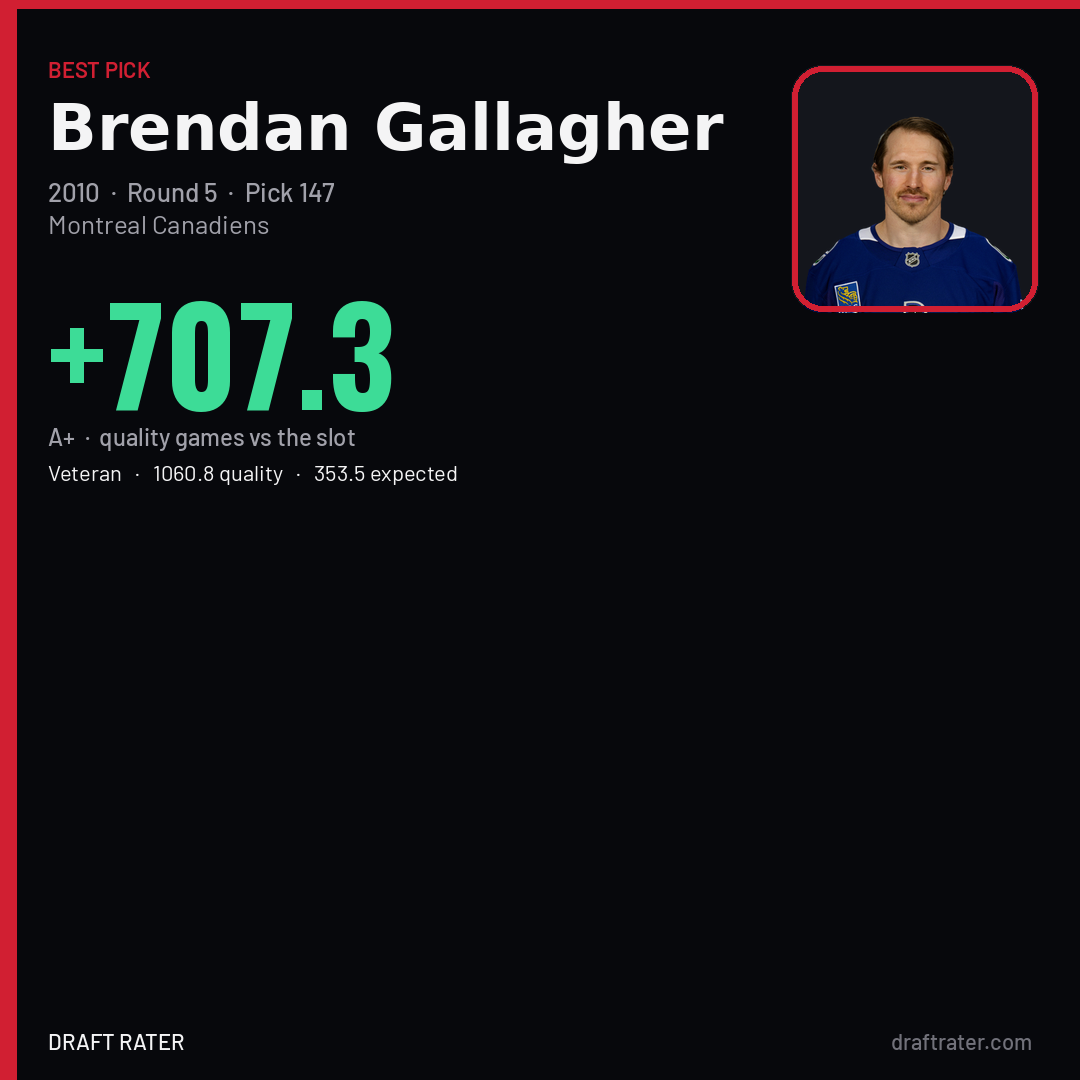 BEST PICK
Brendan Gallagher
2010 · Round 5 · Pick 147
Montreal Canadiens
+707.3
A+ · quality games vs the slot
Veteran · 1060.8 quality · 353.5 expected
DRAFT RATER
draftrater.com